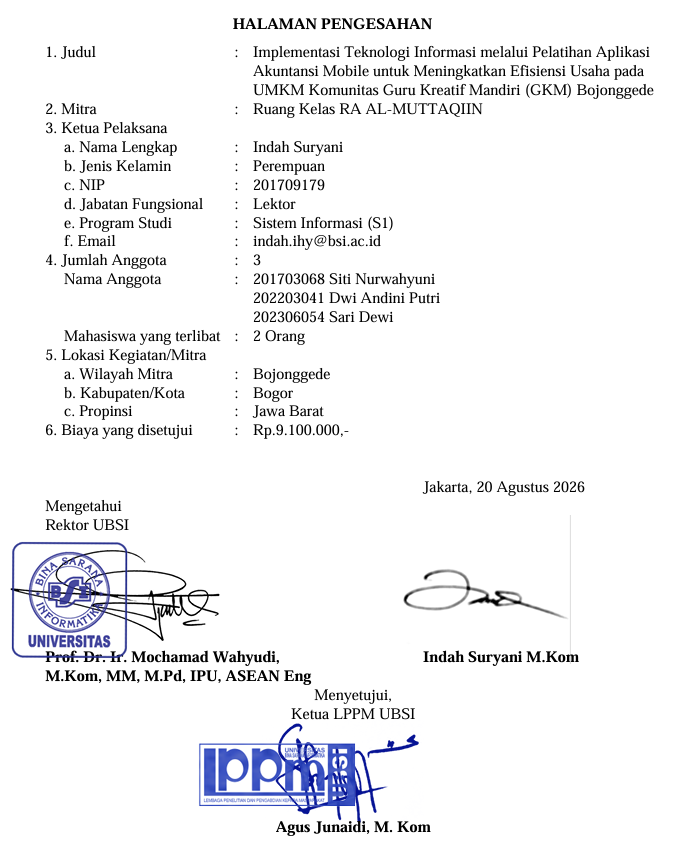 HALAMAN PENGESAHAN
1. Judul : Implementasi Teknologi Informasi melalui Pelatihan Aplikasi
Akuntansi Mobile untuk Meningkatkan Efisiensi Usaha pada
UMKM Komunitas Guru Kreatif Mandiri (GKM) Bojonggede
2. Mitra : Ruang Kelas RA AL-MUTTAQIIN
3. Ketua Pelaksana
a. Nama Lengkap : Indah Suryani
b. Jenis Kelamin : Perempuan
c. NIP : 201709179
d. Jabatan Fungsional : Lektor
e. Program Studi : Sistem Informasi (S1)
f. Email : indah.ihy@bsi.ac.id
4. Jumlah Anggota : 3
Nama Anggota : 201703068 Siti Nurwahyuni
202203041 Dwi Andini Putri
202306054 Sari Dewi
Mahasiswa yang terlibat : 2 Orang
5. Lokasi Kegiatan/Mitra
a. Wilayah Mitra : Bojonggede
b. Kabupaten/Kota : Bogor
c. Propinsi : Jawa Barat
6. Biaya yang disetujui : Rp.9.100.000,-
Jakarta, 20 Agustus 2026
Mengetahui
Rektor UBSI
BINA SARANA
BSI
INFORMATIKA
UNIVERSITAS
Prof. Dr. Ir. Mochamad Wahyudi,
M.Kom, MM, M.Pd, IPU, ASEAN Eng
Indah Suryani M.Kom
Menyetujui,
Ketua LPPM UBSI
lppm
UNIVERSITAS
LEMBAGA PENELITIAN DAN PENGABDIAN KEPADA MASYARAKAT
Agus Junaidi, M. Kom